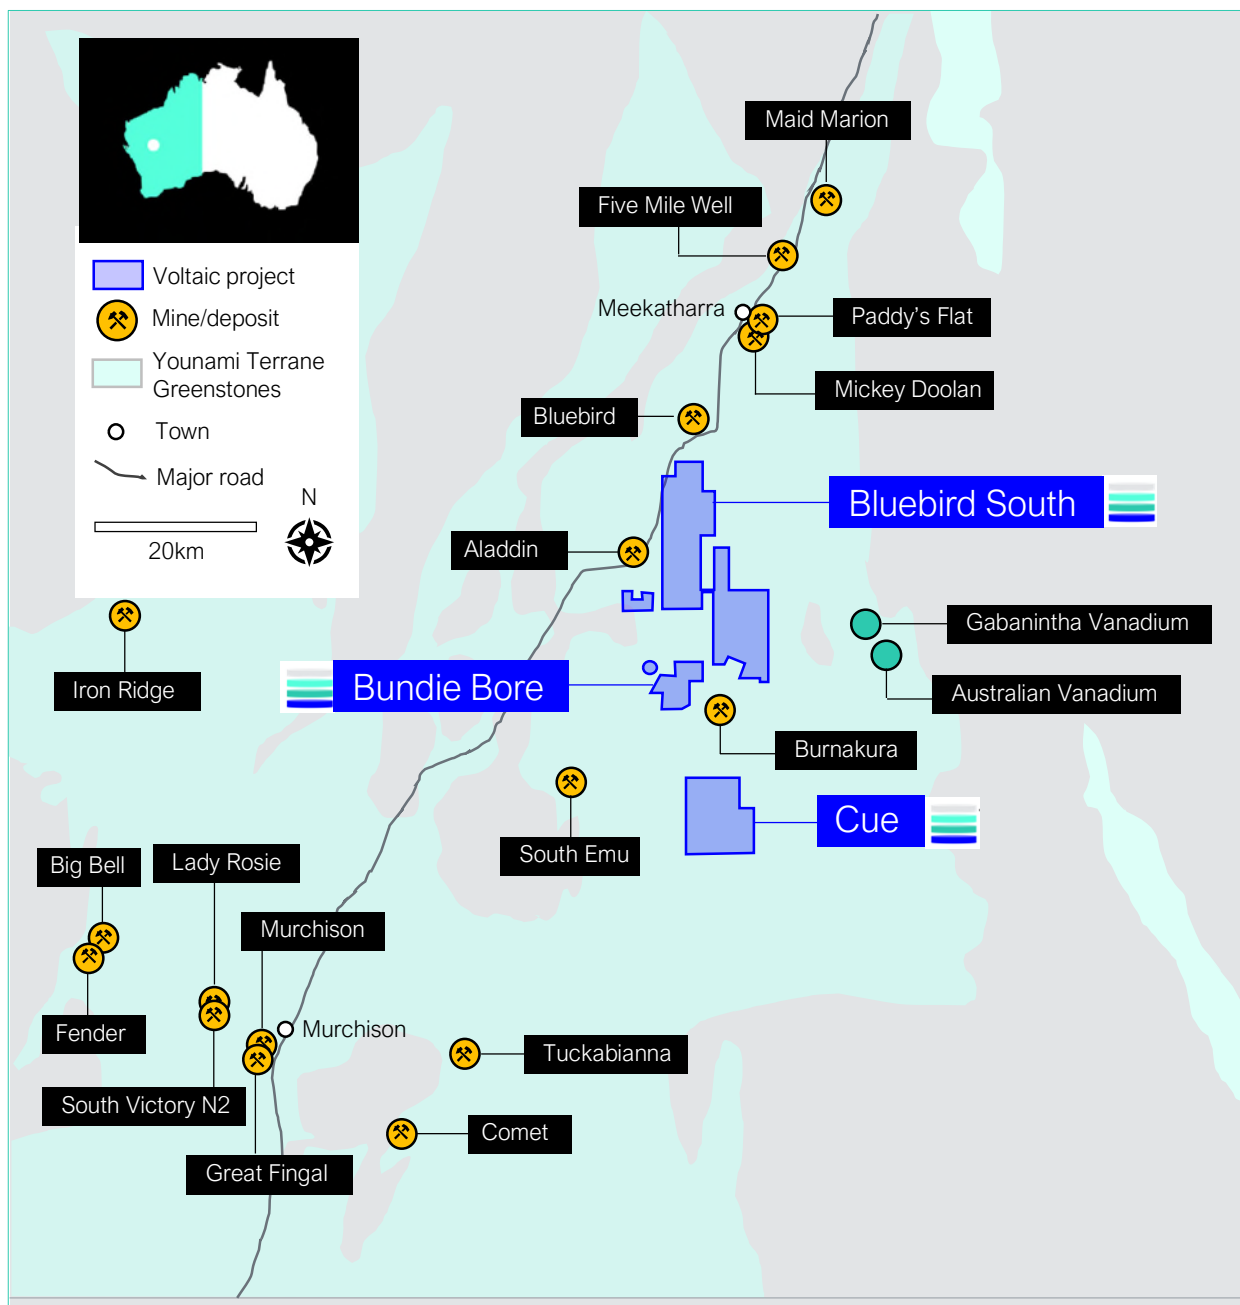 Maid Marion
Five Mile Well
Voltaic project
Mine/deposit
Meekatharra
Paddy's Flat
Younami Terrane
Greenstones
Mickey Doolan
Bluebird
Town
Major road
N
Bluebird South
20km
Aladdin
Gabanintha Vanadium
Iron Ridge
Bundie Bore
Australian Vanadium
Burnakura
Cue
South Emu
Big Bell
Lady Rosie
Murchison
Fender
Murchison
Tuckabianna
South Victory N2
Comet
Great Fingal